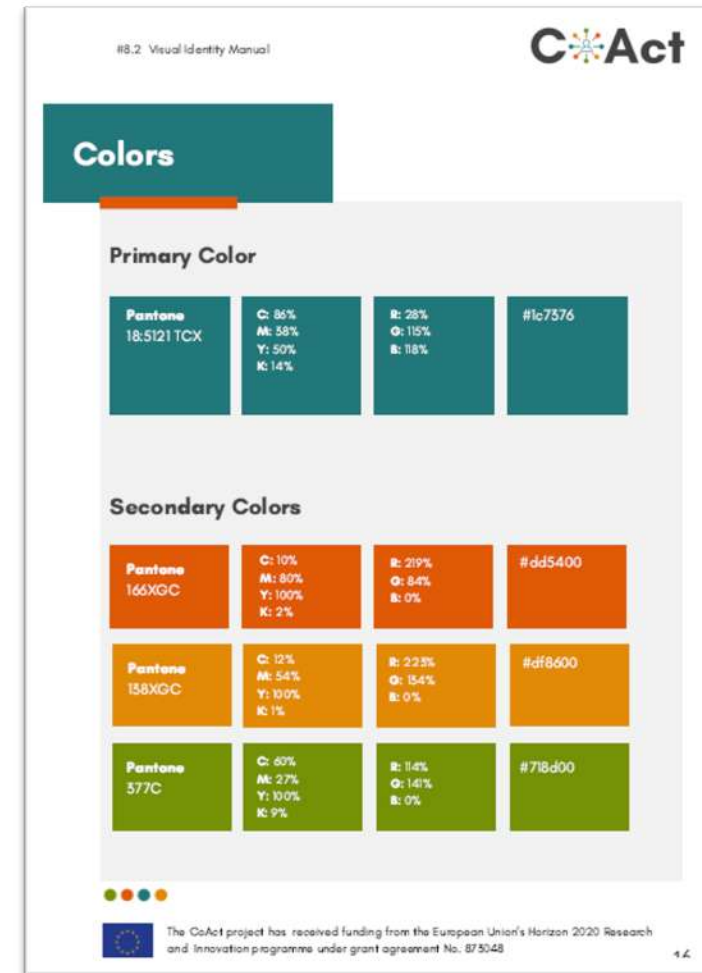 #8.2 Visual Identity Manual
CoAct
Colors
Primary Color
Pantone
18:5121 TCX
C: 86%
M: 38%
Y: 50%
K: 14%
R: 28%
G: 115%
B: 118%
#1c7376
Secondary Colors
Pantone
166XGC
C: 10%
M: 80%
Y: 100%
K: 2%
R: 219%
G: 84%
B: 0%
#dd5400
Pantone
138XGC
C: 12%
M: 54%
Y: 100%
K: 1%
R: 223%
G: 134%
B: 0%
#df8600
Pantone
377C
C: 60%
M: 27%
Y: 100%
K: 9%
R: 114%
G: 141%
B: 0%
#718d00
The CoAct project has received funding from the European Union's Horizon 2020 Research
and Innovation programme under grant agreement No. 873048
16